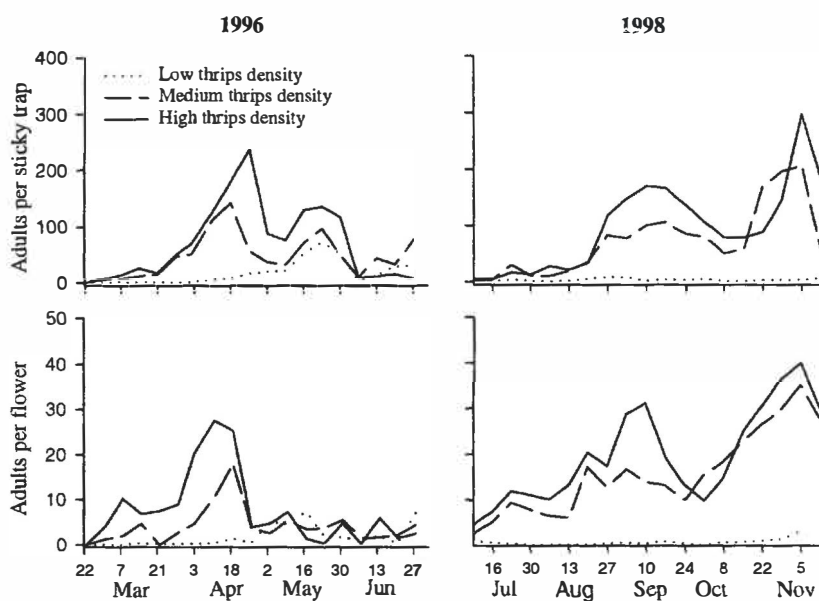 1996 1998
Adults per sticky trap
400
300
200
100
0
Low thrips density
Medium thrips density
High thrips density
Adults per flower
50
40
30
20
10
0
22 7 21 3 18 2 16 30 13 27
Mar Apr May Jun
16 30 13 27 10 24 8 22 5
Jul Aug Sep Oct Nov